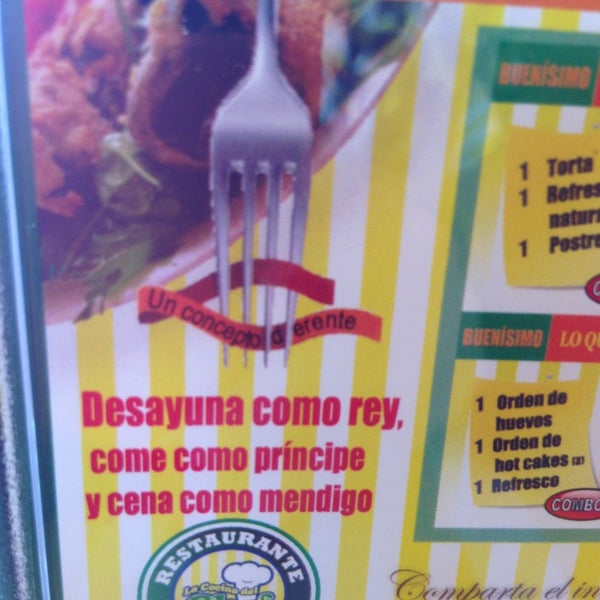 BUENÍSIMO
1 Torta
1
natura
1 Postre
Un concepto
BUENÍSIMO LO QU
Desayuna como rey,
come como príncipe
y cena como mendigo
1 Orden de
huevos
1 Orden de
hot cakes (3)
1 Refresco
COMBO
RESTAURANTE
La Cocina del
Comparta el in